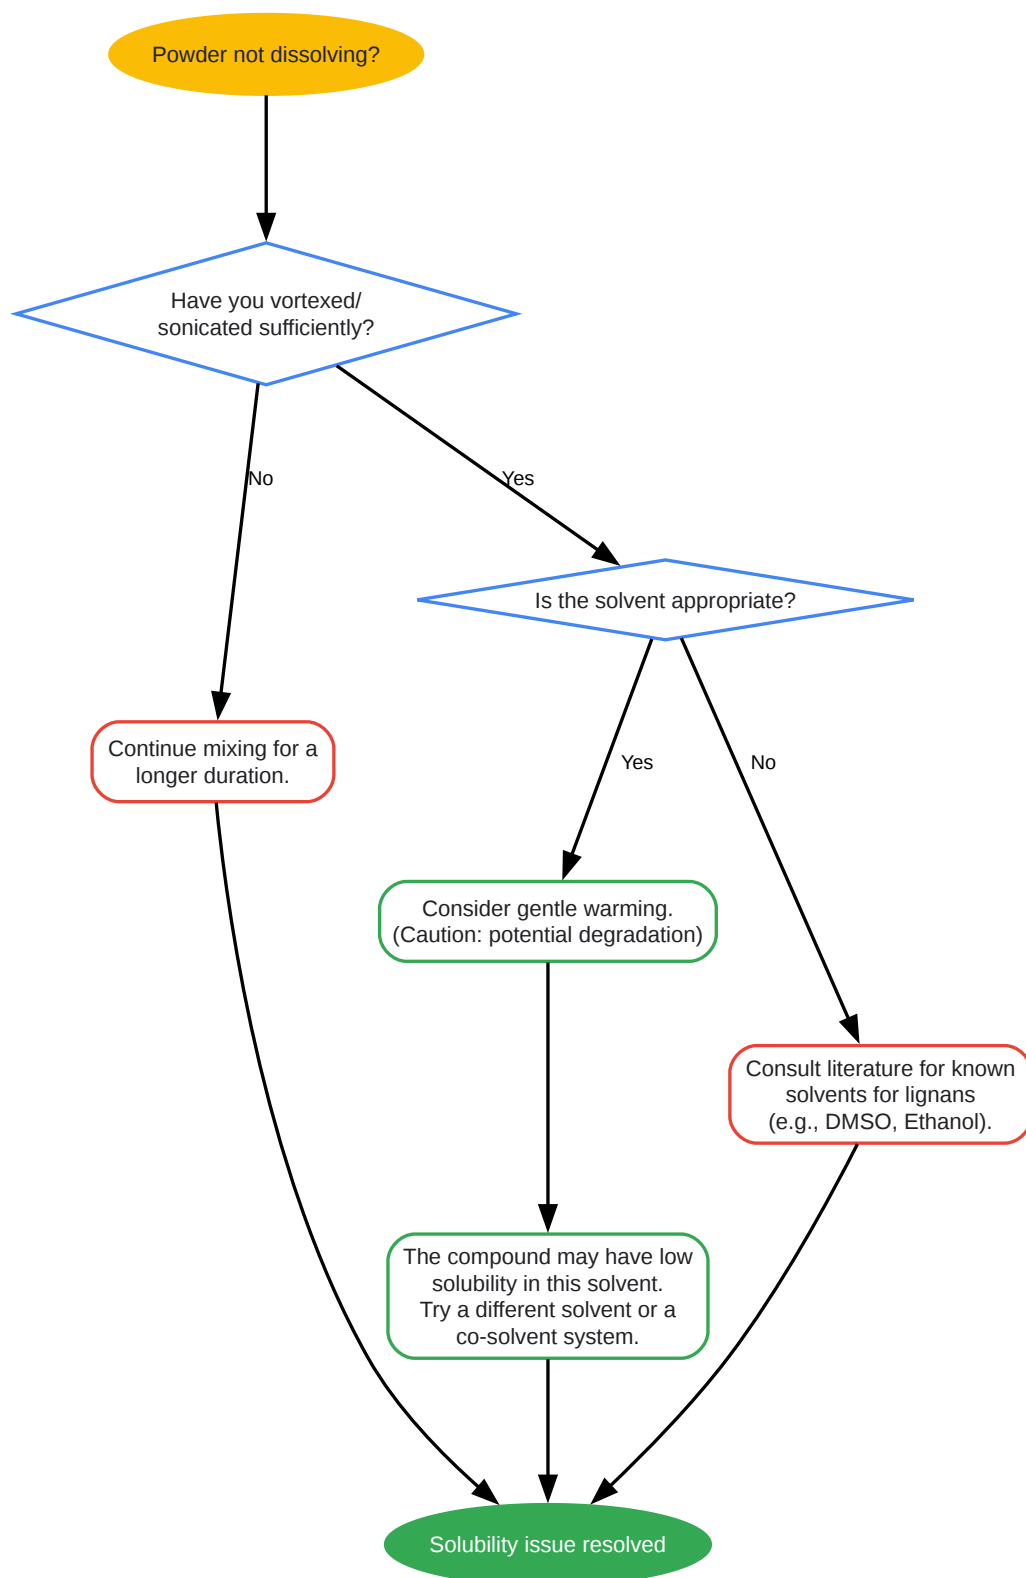 Powder not dissolving?
Have you vortexed/
sonicated sufficiently?
No
Yes
Is the solvent appropriate?
Continue mixing for a
longer duration.
Yes
No
Consider gentle warming.
(Caution: potential degradation)
Consult literature for known
solvents for lignans
(e.g., DMSO, Ethanol).
The compound may have low
solubility in this solvent.
Try a different solvent or a
co-solvent system.
Solubility issue resolved